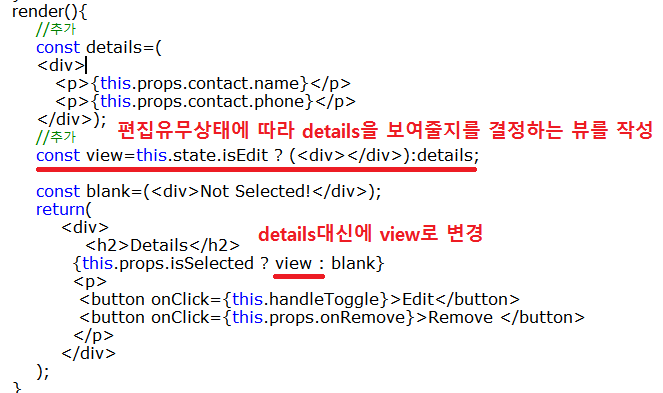 render(){
//추가
const details=(
<div>
<p>{this.props.contact.name}</p>
<p>{this.props.contact.phone}</p>
</div>);
편집유무상태에 따라 details을 보여줄지를 결정하는 뷰를 작성
//추가
const view=this.state.isEdit ? (<div></div>):details;
const blank=(<div>Not Selected!</div>);
return(
<div>
details대신에 view로 변경
<h2>Details</h2>
{this.props.isSelected ? view : blank}
<p>
<button onClick={this.handleToggle}>Edit</button>
<button onClick={this.props.onRemove}>Remove </button>
</p>
</div>
);
}